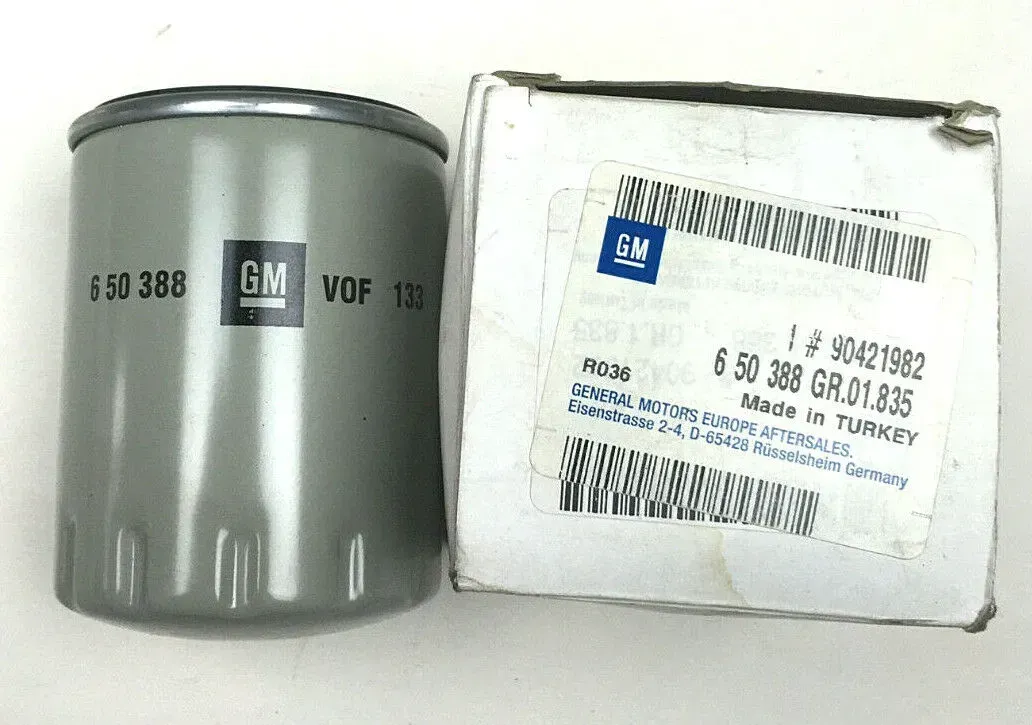 6 50 388 GM VOF 133
GM
1 # 90421982
6 50 388 GR.01.835
R036
Made in TURKEY
GENERAL MOTORS EUROPE AFTERSALES.
Eisenstrasse 2-4, D-65428 Rüsselsheim Germany